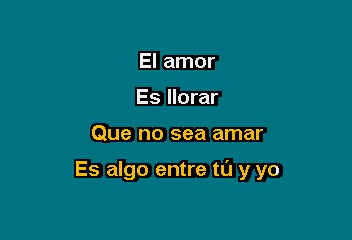 El amor
Es llorar
Que no sea amar
Es algo entre tú y yo